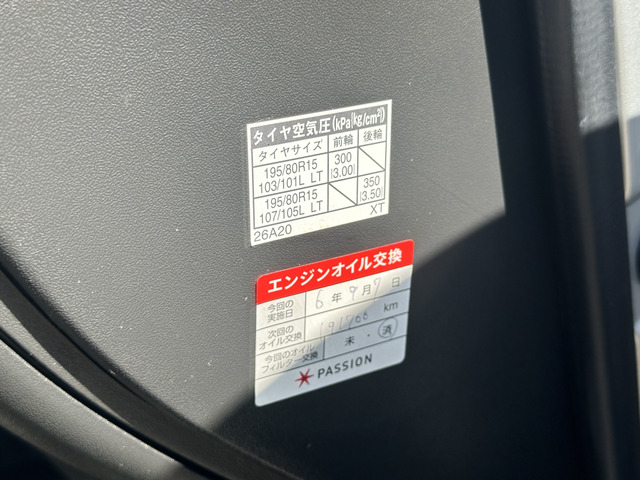 タイヤ空気圧(kPa|kg/cm²|)
タイヤサイズ 前輪 後輪
195/80R15 103/101L LT 300 |3.00|
195/80R15 107/105L LT 350 |3.50|
26A20 XT
エンジンオイル交換
今回の実施日 6年9月7日
次回のオイル交換 km
今回のオイルフィルター交換 未・済
PASSION